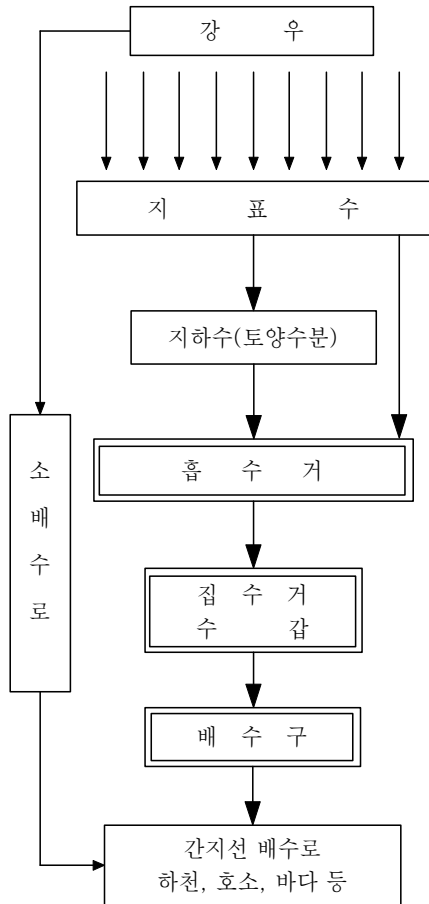 강 우
지 표 수
지하수(토양수분)
흡 수 거
소
배
수
로
집 수 거
수 갑
배 수 구
간지선 배수로
하천, 호소, 바다 등